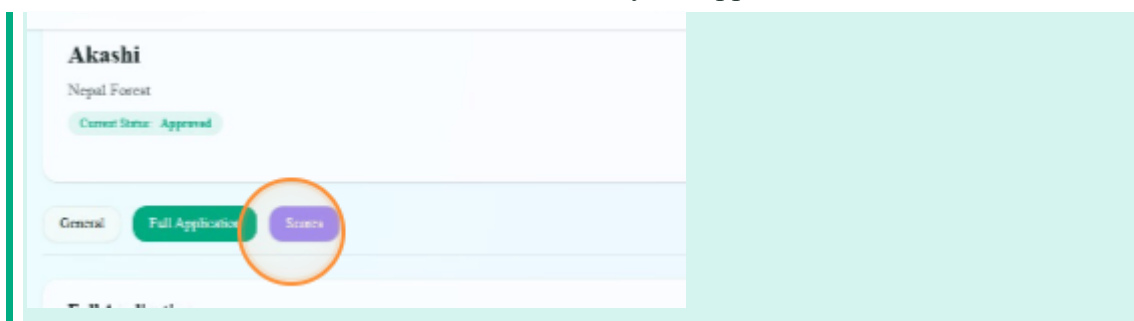 Akashi
Nepal Forest
Current Status: Approved
General Full Application Scores